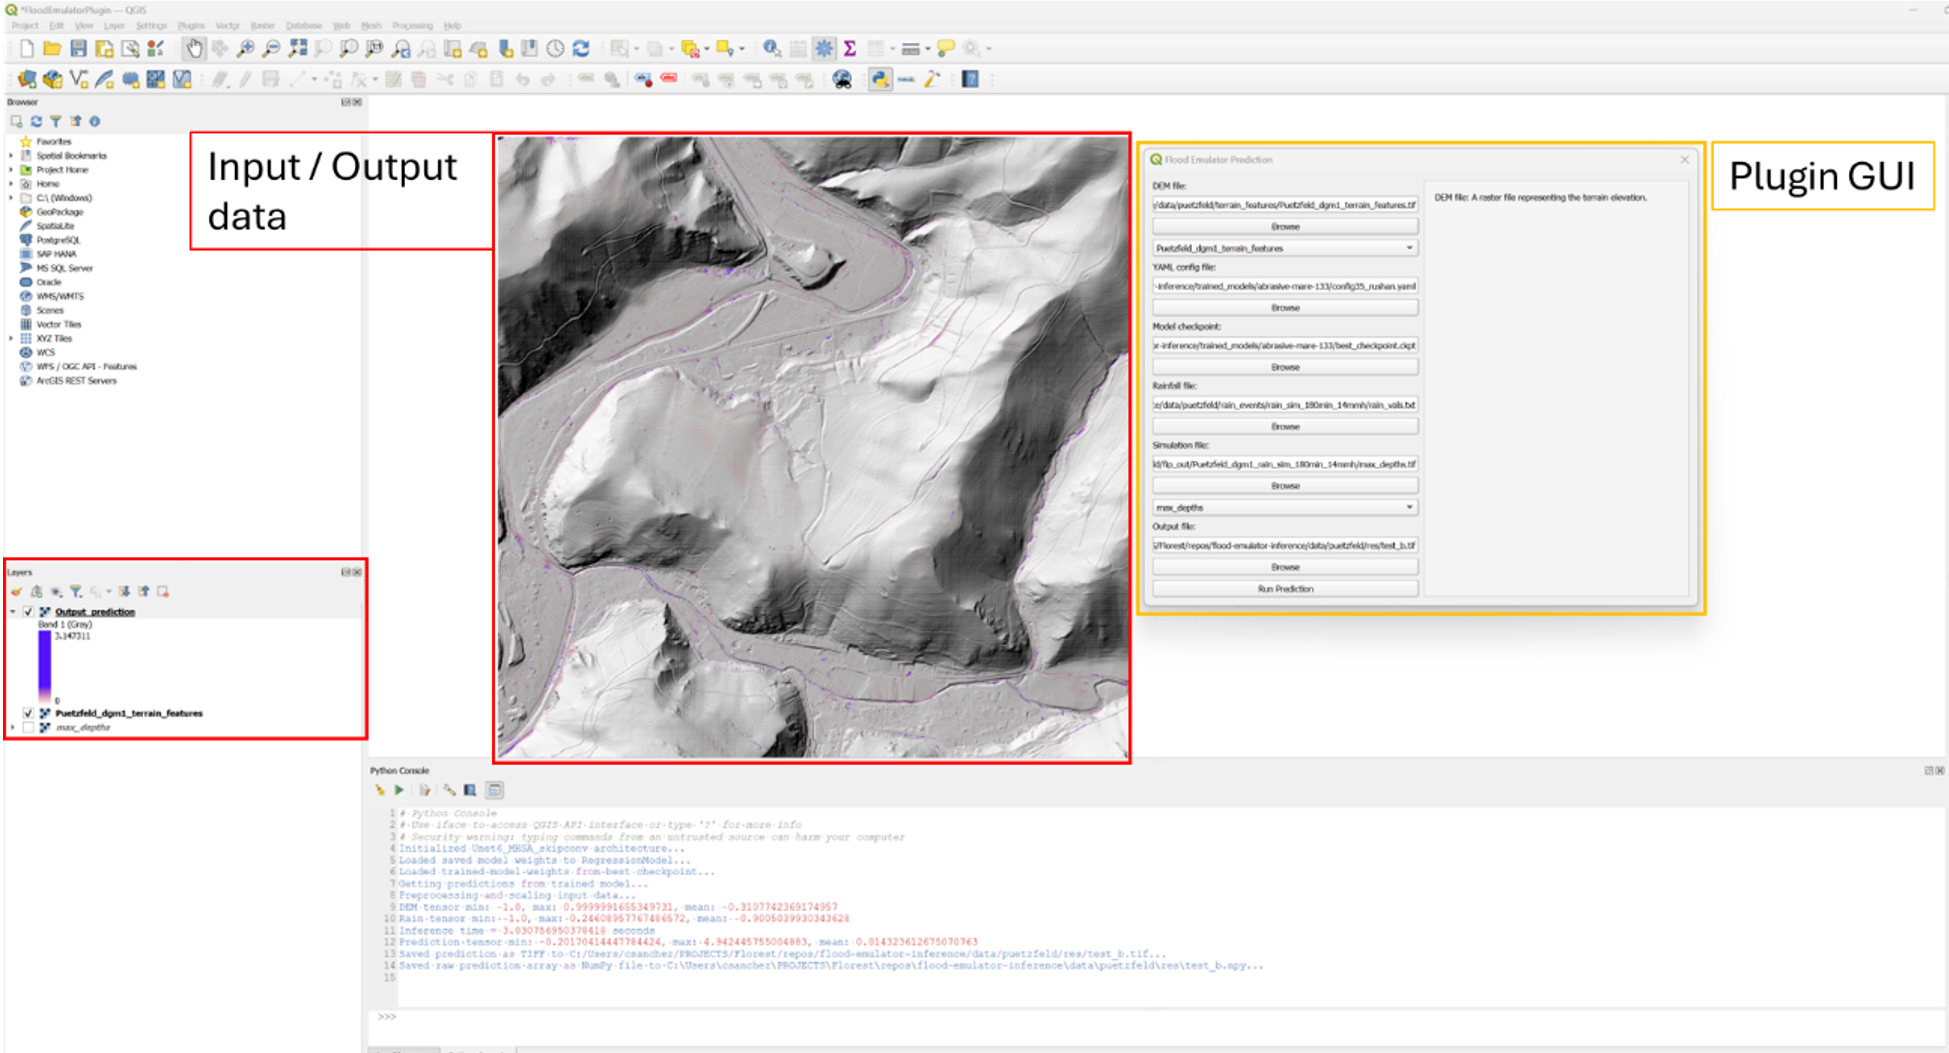 *FloodEmulatorPlugin — QGIS
Project Edit View Layer Settings Plugins Vector Raster Database Web Mesh Processing Help
Browser
Favorites
Spatial Bookmarks
Project Home
Home
C:\ (Windows)
GeoPackage
SpatiaLite
PostgreSQL
SAP HANA
MS SQL Server
Oracle
WMS/WMTS
Scenes
Vector Tiles
XYZ Tiles
WCS
WFS / OGC API - Features
ArcGIS REST Servers
Input / Output
data
Layers
Output_prediction
Band 1 (Gray)
3.147311
0
Puetzfeld_dgm1_terrain_features
max_depths
Flood Emulator Prediction
DEM file:
/data/puetzfeld/terrain_features/Puetzfeld_dgm1_terrain_features.tif
Browse
Puetzfeld_dgm1_terrain_features
YAML config file:
-inference/trained_models/abrasive-mare-133/config35_rushan.yaml
Browse
Model checkpoint:
or-inference/trained_models/abrasive-mare-133/best_checkpoint.ckpt
Browse
Rainfall file:
ce/data/puetzfeld/rain_events/rain_sim_180min_14mmh/rain_vals.txt
Browse
Simulation file:
ld/flp_out/Puetzfeld_dgm1_rain_sim_180min_14mmh/max_depths.tif
Browse
max_depths
Output file:
s/Florest/repos/flood-emulator-inference/data/puetzfeld/res/test_b.tif
Browse
Run Prediction
DEM file: A raster file representing the terrain elevation.
Plugin GUI
Python Console
1 # Python Console
2 # Use iface to access QGIS API interface or type '?' for more info
3 # Security warning: typing commands from an untrusted source can harm your computer
4 Initialized Unet6_MHSA_skipconv architecture...
5 Loaded saved model weights to RegressionModel...
6 Loaded trained-model weights from best checkpoint...
7 Getting predictions from trained model...
8 Preprocessing and scaling input data...
9 DEM tensor min: -1.0, max: 0.9999991655349731, mean: -0.3107742369174957
10 Rain tensor min: -1.0, max: -0.24608957767486572, mean: -0.9005039930343628
11 Inference time = 3.030756950378418 seconds
12 Prediction tensor min: -0.20170414447784424, max: 4.942445755004883, mean: 0.014323612675070763
13 Saved prediction as TIFF to C:/Users/csanchez/PROJECTS/Florest/repos/flood-emulator-inference/data/puetzfeld/res/test_b.tif...
14 Saved raw prediction array as NumPy file to C:\Users\csanchez\PROJECTS\Florest\repos\flood-emulator-inference\data\puetzfeld\res\test_b.npy...
15
>>>